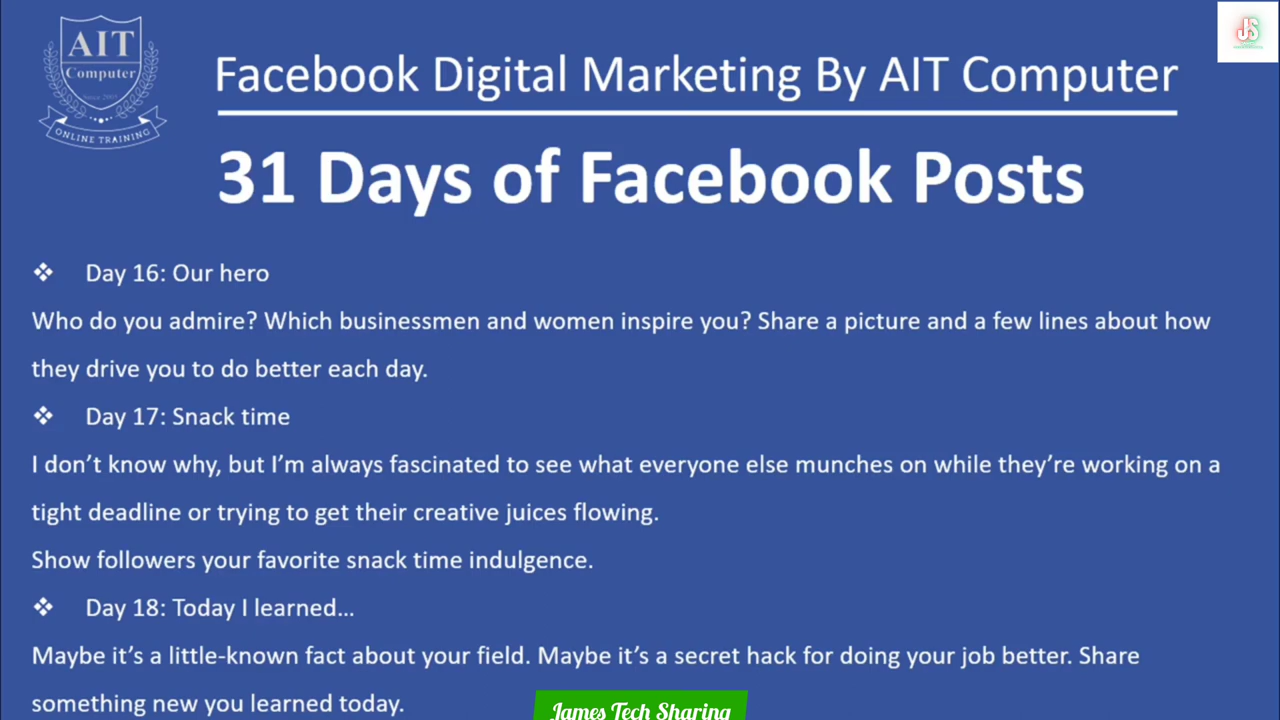 AIT
Computer
Since 2005
ONLINE TRAINING
JS
Facebook Digital Marketing By AIT Computer
31 Days of Facebook Posts
❖ Day 16: Our hero
Who do you admire? Which businessmen and women inspire you? Share a picture and a few lines about how
they drive you to do better each day.
❖ Day 17: Snack time
I don’t know why, but I’m always fascinated to see what everyone else munches on while they’re working on a
tight deadline or trying to get their creative juices flowing.
Show followers your favorite snack time indulgence.
❖ Day 18: Today I learned…
Maybe it’s a little-known fact about your field. Maybe it’s a secret hack for doing your job better. Share
something new you learned today.
James Tech Sharing